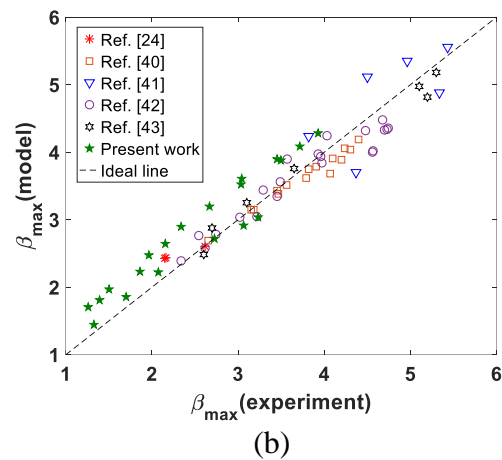 6
5
4
3
2
1
β_max(model)
Ref. [24]
Ref. [40]
Ref. [41]
Ref. [42]
Ref. [43]
Present work
Ideal line
1 2 3 4 5 6
β_max(experiment)
(b)